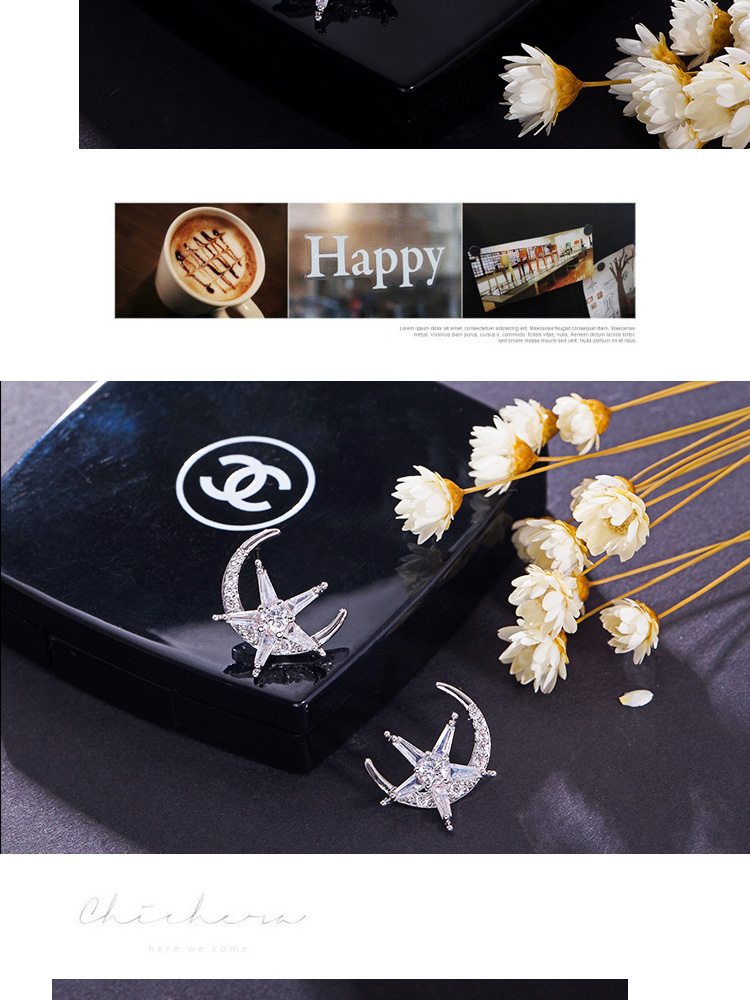 Happy
Lorem ipsum dolor sit amet, consectetuer adipiscing elit. Maecenas feugiat consequat diam. Maecenas
metus. Vivamus diam purus, cursus a, commodo
facilisis vitae, nulla. Aenean dictum lacinia tortor,
sed ornare massa mauris sed velit. Nulla pretium mi et risus
Chichera
here we come